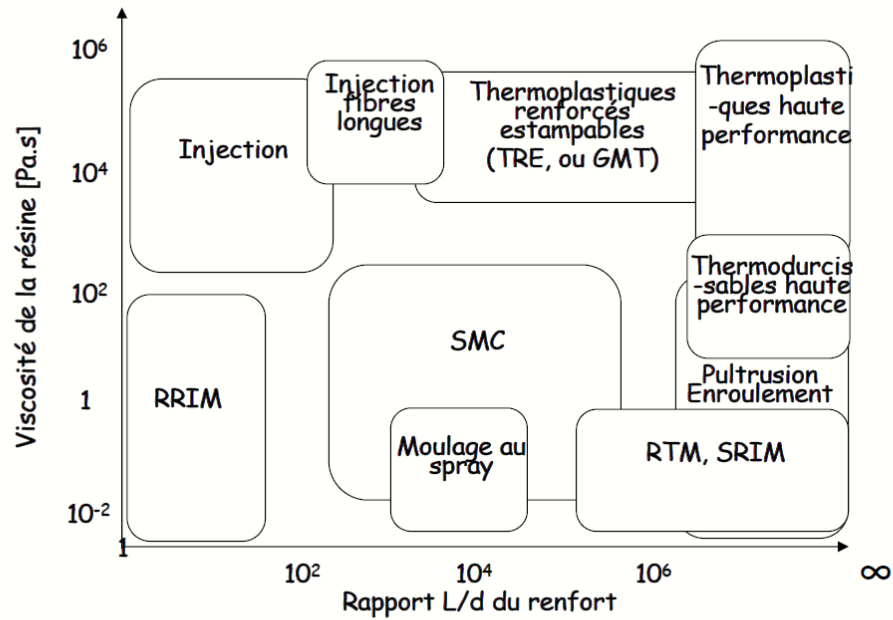 10⁶
Injection
fibres
longues
Thermoplastiques
renforcés
estampables
(TRE, ou GMT)
Thermoplasti
-ques haute
performance
Injection
10⁴
Viscosité de la résine [Pa.s]
10²
Thermodurcis
-sables haute
performance
SMC
RRIM
1
Pultrusion
Enroulement
Moulage au
spray
RTM, SRIM
10⁻²
1
10²
10⁴
10⁶
∞
Rapport L/d du renfort